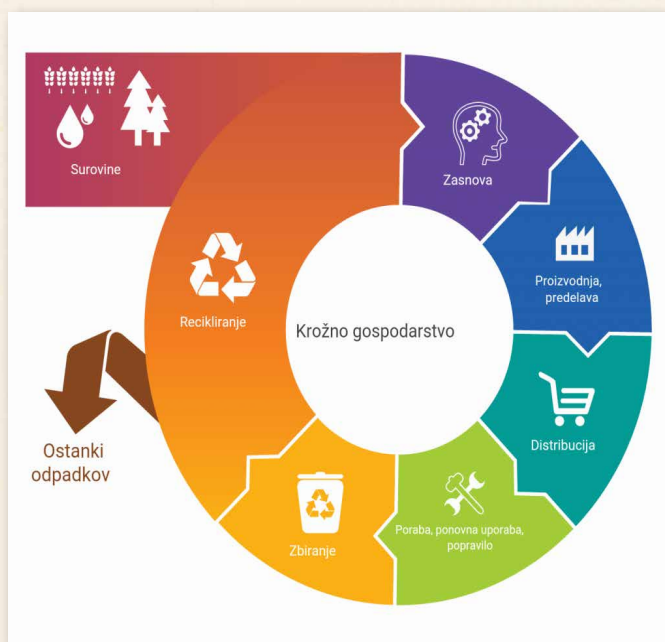 Surovine
Zasnova
Proizvodnja,
predelava
Distribucija
Poraba, ponovna uporaba,
popravilo
Zbiranje
Recikliranje
Ostanki
odpadkov
Krožno gospodarstvo